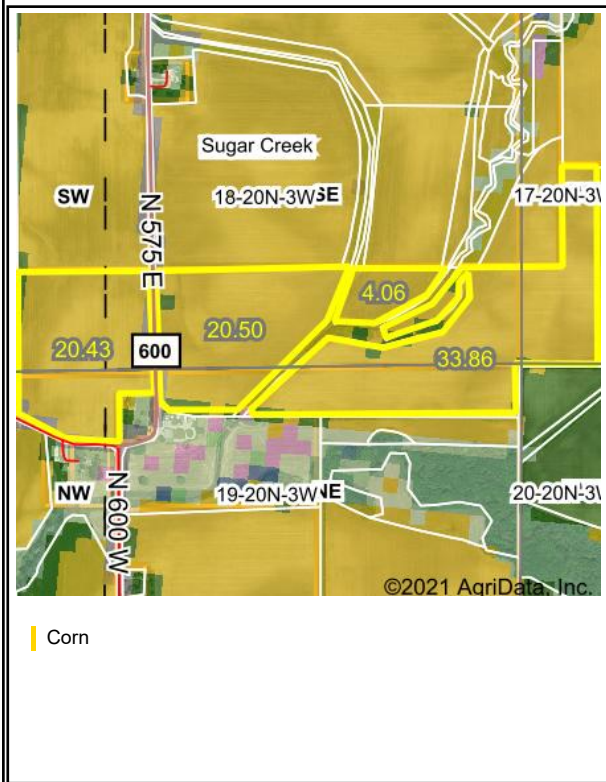 Sugar Creek
SW
18-20N-3W
SE
17-20N-3W
N 575 E
4.06
20.50
20.43
600
33.86
NW
19-20N-3W
NE
20-20N-3W
N 600 W
©2021 AgriData, Inc.
Corn